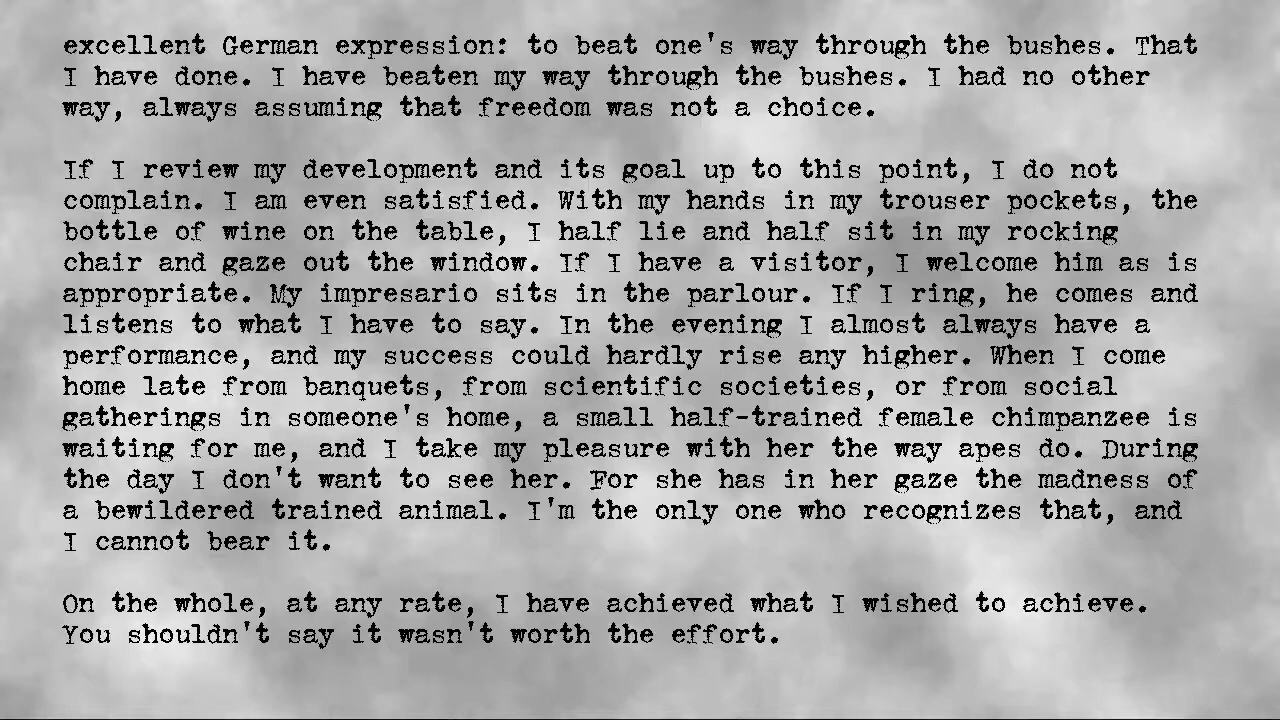 excellent German expression: to beat one's way through the bushes. That
I have done. I have beaten my way through the bushes. I had no other
way, always assuming that freedom was not a choice.
If I review my development and its goal up to this point, I do not
complain. I am even satisfied. With my hands in my trouser pockets, the
bottle of wine on the table, I half lie and half sit in my rocking
chair and gaze out the window. If I have a visitor, I welcome him as is
appropriate. My impresario sits in the parlour. If I ring, he comes and
listens to what I have to say. In the evening I almost always have a
performance, and my success could hardly rise any higher. When I come
home late from banquets, from scientific societies, or from social
gatherings in someone's home, a small half-trained female chimpanzee is
waiting for me, and I take my pleasure with her the way apes do. During
the day I don't want to see her. For she has in her gaze the madness of
a bewildered trained animal. I'm the only one who recognizes that, and
I cannot bear it.
On the whole, at any rate, I have achieved what I wished to achieve.
You shouldn't say it wasn't worth the effort.